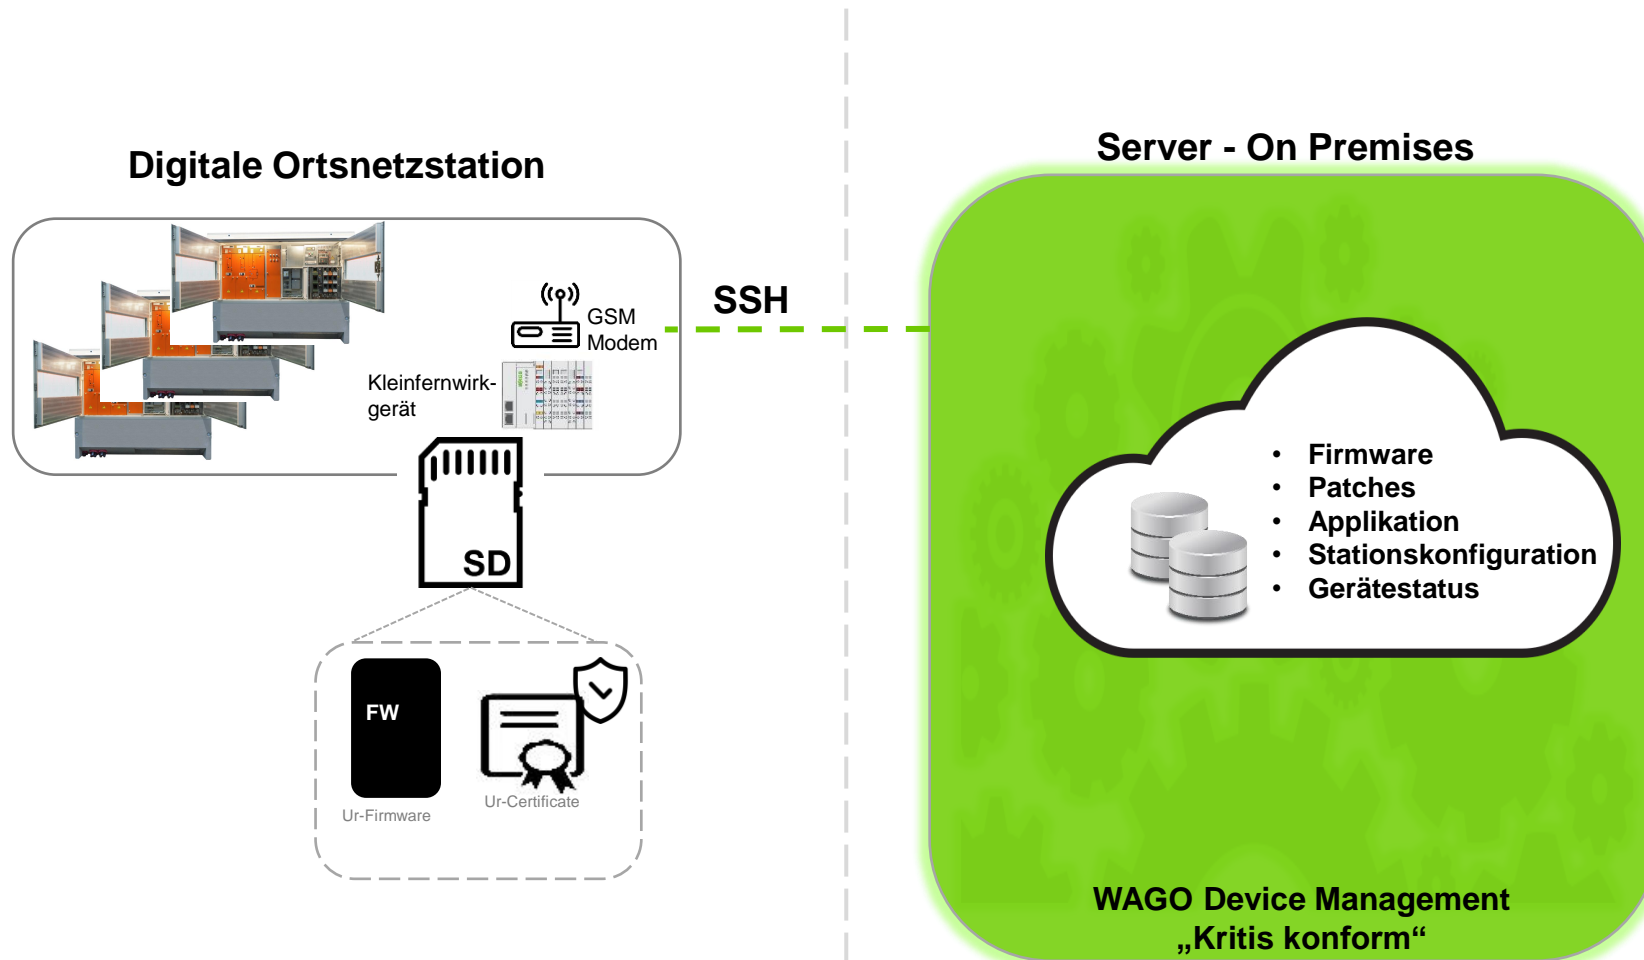 Digitale Ortsnetzstation
Server - On Premises
SSH
GSM
Modem
Kleinfernwirk-
gerät
SD
FW
Ur-Firmware
Ur-Certificate
• Firmware
• Patches
• Applikation
• Stationskonfiguration
• Gerätestatus
WAGO Device Management
„Kritis konform“